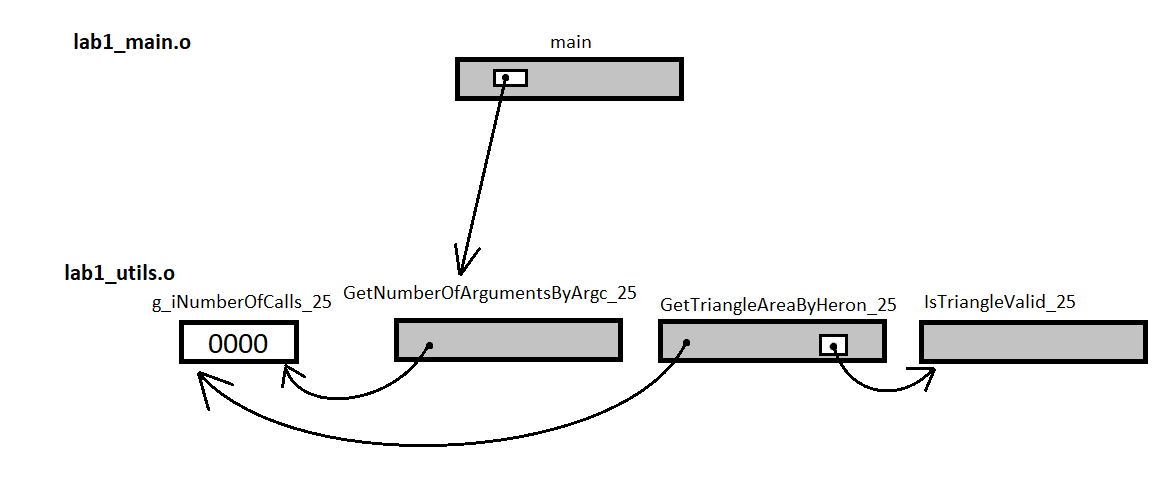 lab1_main.o
main
lab1_utils.o
g_iNumberOfCalls_25
GetNumberOfArgumentsByArgc_25
GetTriangleAreaByHeron_25
IsTriangleValid_25
0000